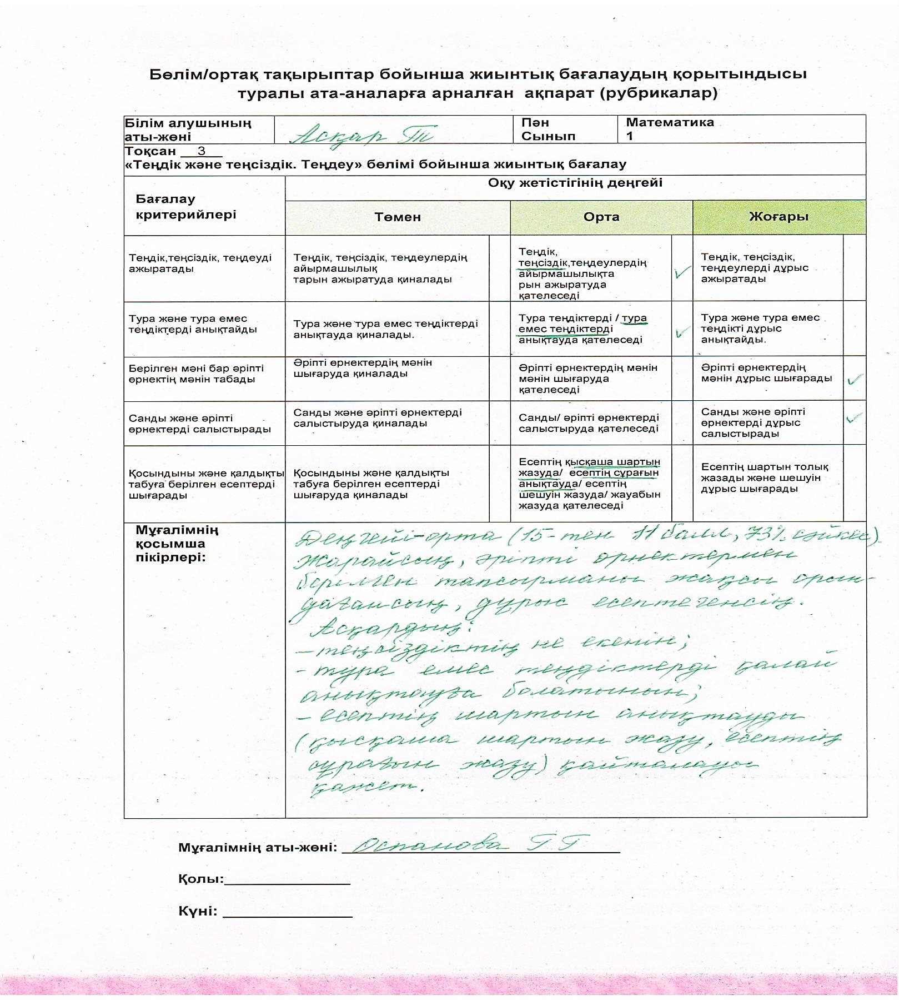 Бөлім/ортақ тақырыптар бойынша жиынтық бағалаудың қорытындысы
туралы ата-аналарға арналған ақпарат (рубрикалар)
Білім алушының
аты-жөні
Асқар Т
Пән
Сынып
Математика
1
Тоқсан __3__
«Теңдік және теңсіздік. Теңдеу» бөлімі бойынша жиынтық бағалау
Бағалау
критерийлері
Оқу жетістігінің деңгейі
Төмен
Орта
Жоғары
Теңдік,теңсіздік, теңдеуді
ажыратады
Теңдік, теңсіздік, теңдеулердің
айырмашылық
тарын ажыратуда қиналады
Теңдік,
теңсіздік,теңдеулердің
айырмашылықта
рын ажыратуда
қателеседі
✓
Теңдік, теңсіздік,
теңдеулерді дұрыс
ажыратады
Тура және тура емес
теңдіктерді анықтайды
Тура және тура емес теңдіктерді
анықтауда қиналады.
Тура теңдіктерді / тура
емес теңдіктерді
анықтауда қателеседі
✓
Тура және тура емес
теңдікті дұрыс
анықтайды.
Берілген мәні бар әріпті
өрнектің мәнін табады
Әріпті өрнектердің мәнін
шығаруда қиналады
Әріпті өрнектердің мәнін
мәнін шығаруда
қателеседі
Әріпті өрнектердің
мәнін дұрыс шығарады
✓
Санды және әріпті
өрнектерді салыстырады
Санды және әріпті өрнектерді
салыстыруда қиналады
Санды/ әріпті өрнектерді
салыстыруда қателеседі
Санды және әріпті
өрнектерді дұрыс
салыстырады
✓
Қосындыны және қалдықты
табуға берілген есептерді
шығарады
Қосындыны және қалдықты
табуға берілген есептерді
шығаруда қиналады
Есептің қысқаша шартын
жазуда/ есептің сұрағын
анықтауда/ есептің
шешуін жазуда/ жауабын
жазуда қателеседі
Есептің шартын толық
жазады және шешуін
дұрыс шығарады
Мұғалімнің
қосымша
пікірлері:
Деңгейі-орта (15-тен 11 балл, 73% сәйкес).
Жарайсың, әріпті өрнектермен
берілген тапсырманы жақсы орын-
дағансың, дұрыс есептегенсің.
Асқардың:
- теңсіздіктің не екенін;
- тура емес теңдіктерді қалай
анықтауға болатынын;
- есептің шартын анықтауды
(қысқаша шартын жазу, есептің
сұрағын жазу) қайталауы
қажет.
Мұғалімнің аты-жөні: Оспанова Г.Г
Қолы:
Күні: